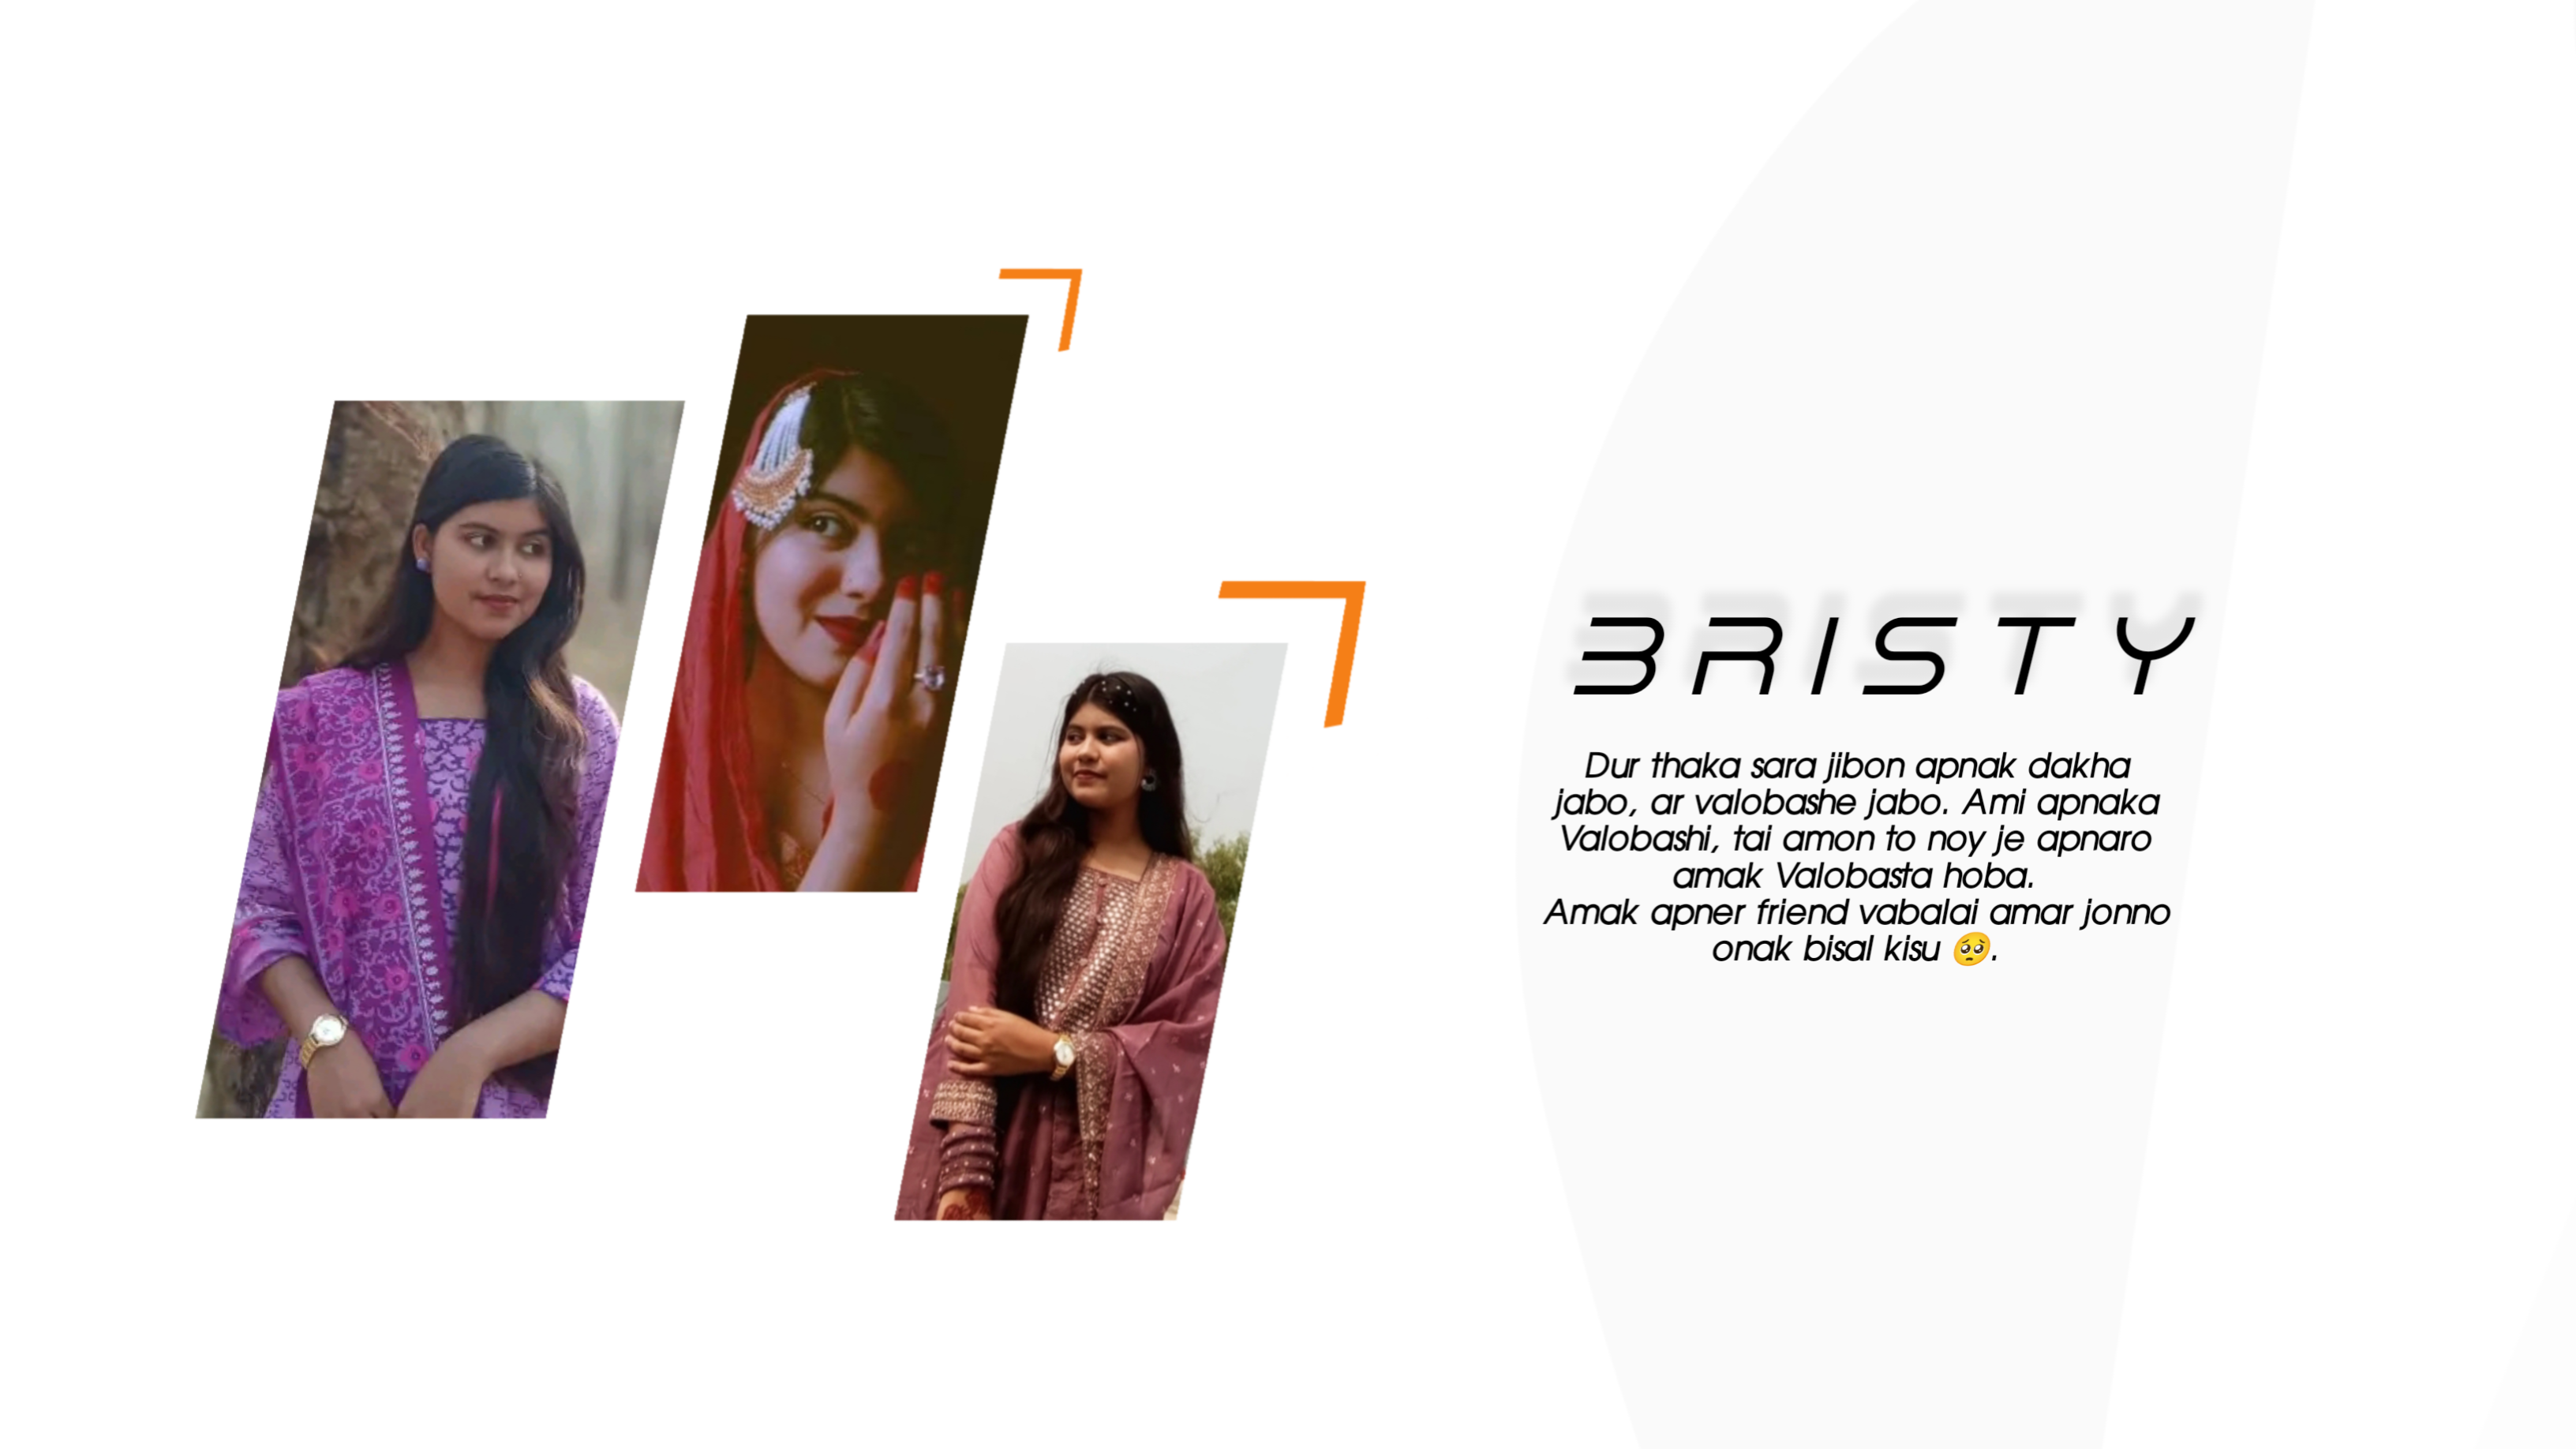 BRISTY
Dur thaka sara jibon apnak dakha
jabo, ar valobashe jabo. Ami apnaka
Valobashi, tai amon to noy je apnaro
amak Valobasta hoba.
Amak apner friend vabalai amar jonno
onak bisal kisu 🥺.